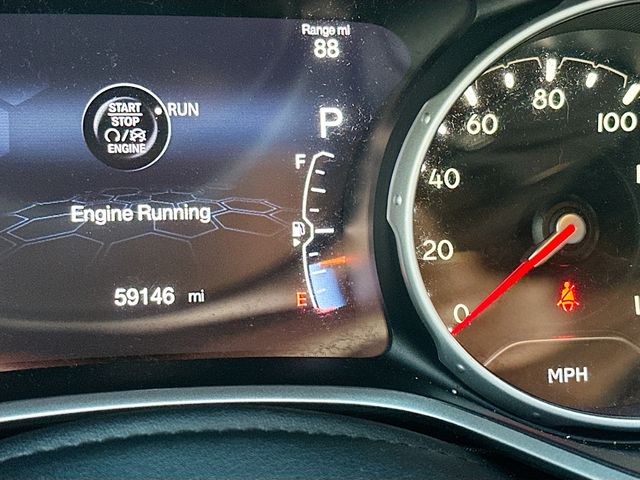 Range mi
88
START
STOP
ENGINE
RUN
P
F
E
Engine Running
59146 mi
0
20
40
60
80
100
MPH